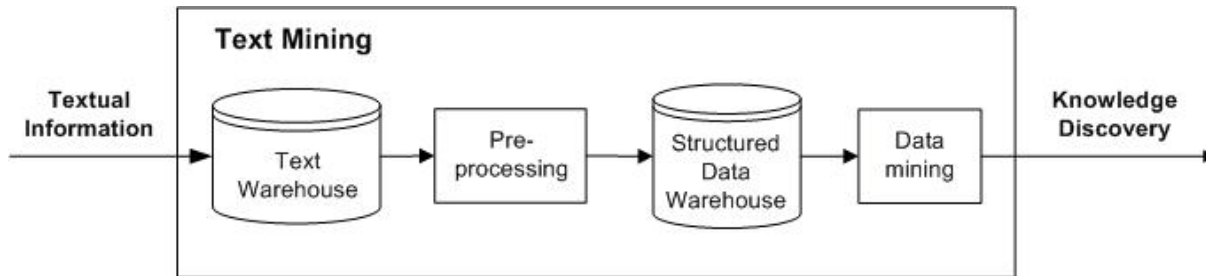 Text Mining
Textual
Information
Text
Warehouse
Pre-
processing
Structured
Data
Warehouse
Data
mining
Knowledge
Discovery